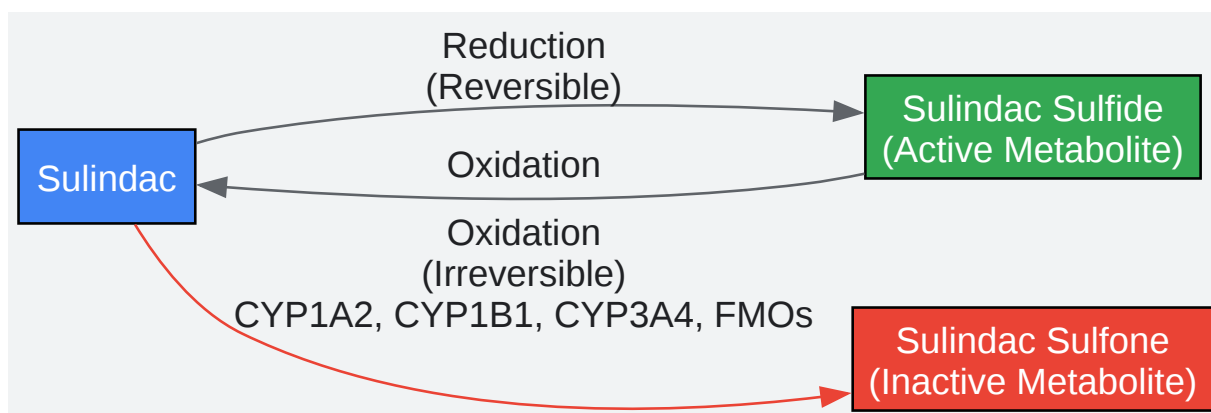 Reduction
(Reversible)
Sulindac Sulfide
(Active Metabolite)
Sulindac
Oxidation
Oxidation
(Irreversible)
CYP1A2, CYP1B1, CYP3A4, FMOs
Sulindac Sulfone
(Inactive Metabolite)